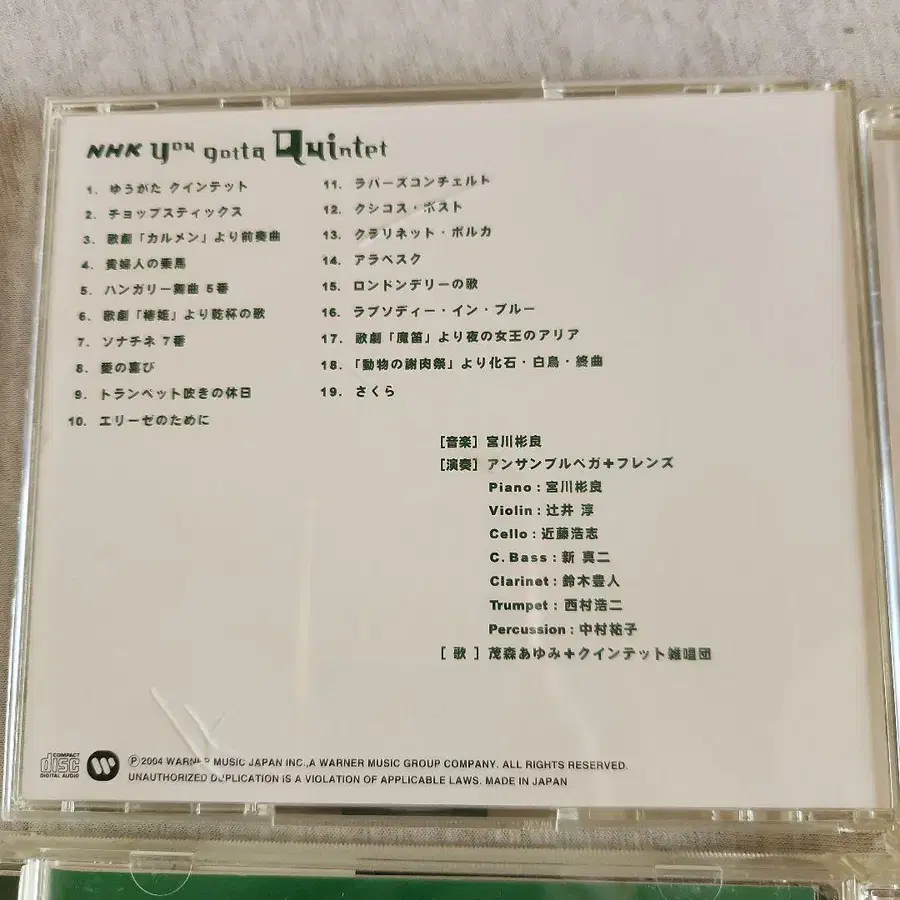 NHK you gotta Quintet
1. ゆうがた クインテット
2. チョップスティックス
3. 歌劇「カルメン」より前奏曲
4. 貴婦人の乗馬
5. ハンガリー舞曲 5番
6. 歌劇「椿姫」より乾杯の歌
7. ソナチネ 7番
8. 愛の喜び
9. トランペット吹きの休日
10. エリーゼのために
11. ラバーズコンチェルト
12. クシコス・ポスト
13. クラリネット・ポルカ
14. アラベスク
15. ロンドンデリーの歌
16. ラプソディー・イン・ブルー
17. 歌劇「魔笛」より夜の女王のアリア
18. 「動物の謝肉祭」より化石・白鳥・終曲
19. さくら
[音楽] 宮川彬良
[演奏] アンサンブルベガ+フレンズ
Piano : 宮川彬良
Violin : 辻井 淳
Cello : 近藤浩志
C. Bass : 新 真二
Clarinet : 鈴木豊人
Trumpet : 西村浩二
Percussion : 中村祐子
[ 歌 ] 茂森あゆみ+クインテット雑唱団
COMPACT
disc
DIGITAL AUDIO
Ⓟ2004 WARNER MUSIC JAPAN INC., A WARNER MUSIC GROUP COMPANY. ALL RIGHTS RESERVED.
UNAUTHORIZED DUPLICATION IS A VIOLATION OF APPLICABLE LAWS. MADE IN JAPAN